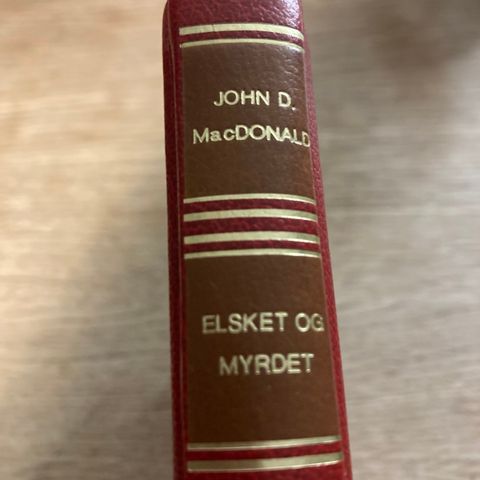 JOHN D.
MacDONALD
ELSKET OG
MYRDET